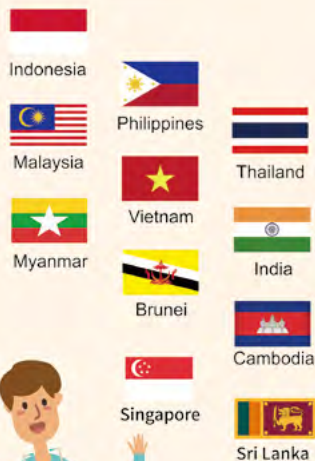 Indonesia
Philippines
Malaysia
Thailand
Vietnam
Myanmar
India
Brunei
Cambodia
Singapore
Sri Lanka